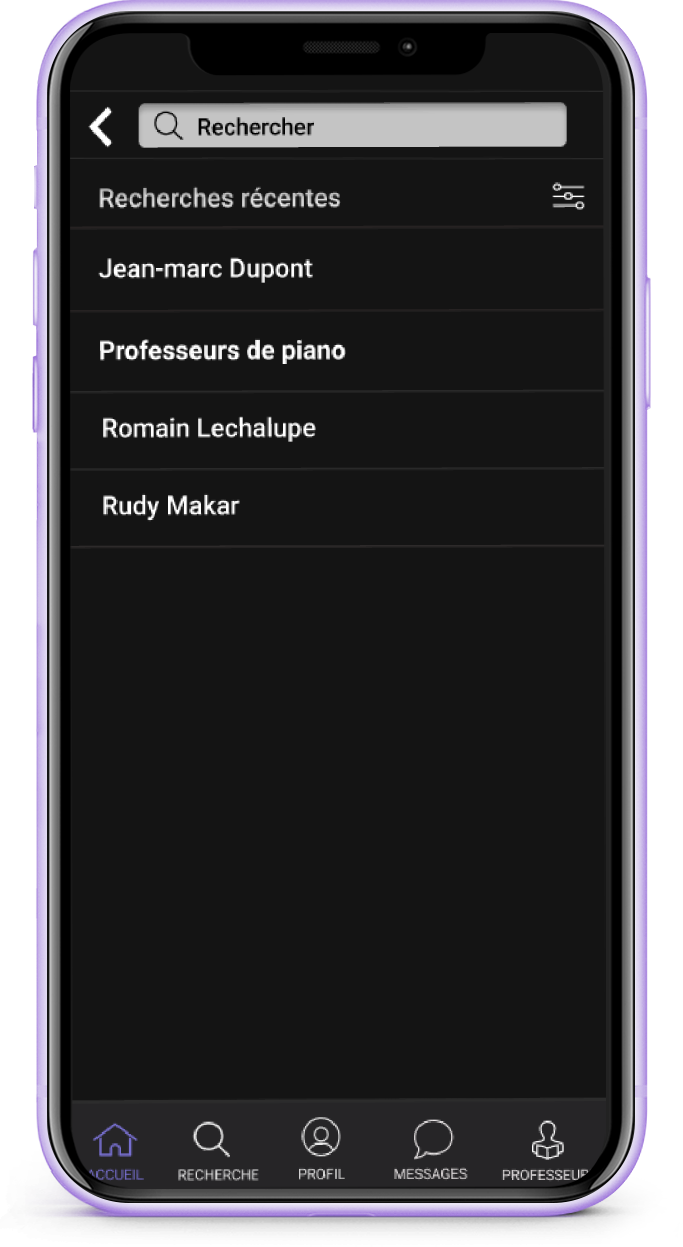 Rechercher
Recherches récentes
Jean-marc Dupont
Professeurs de piano
Romain Lechalupe
Rudy Makar
ACCUEIL RECHERCHE PROFIL MESSAGES PROFESSEUR